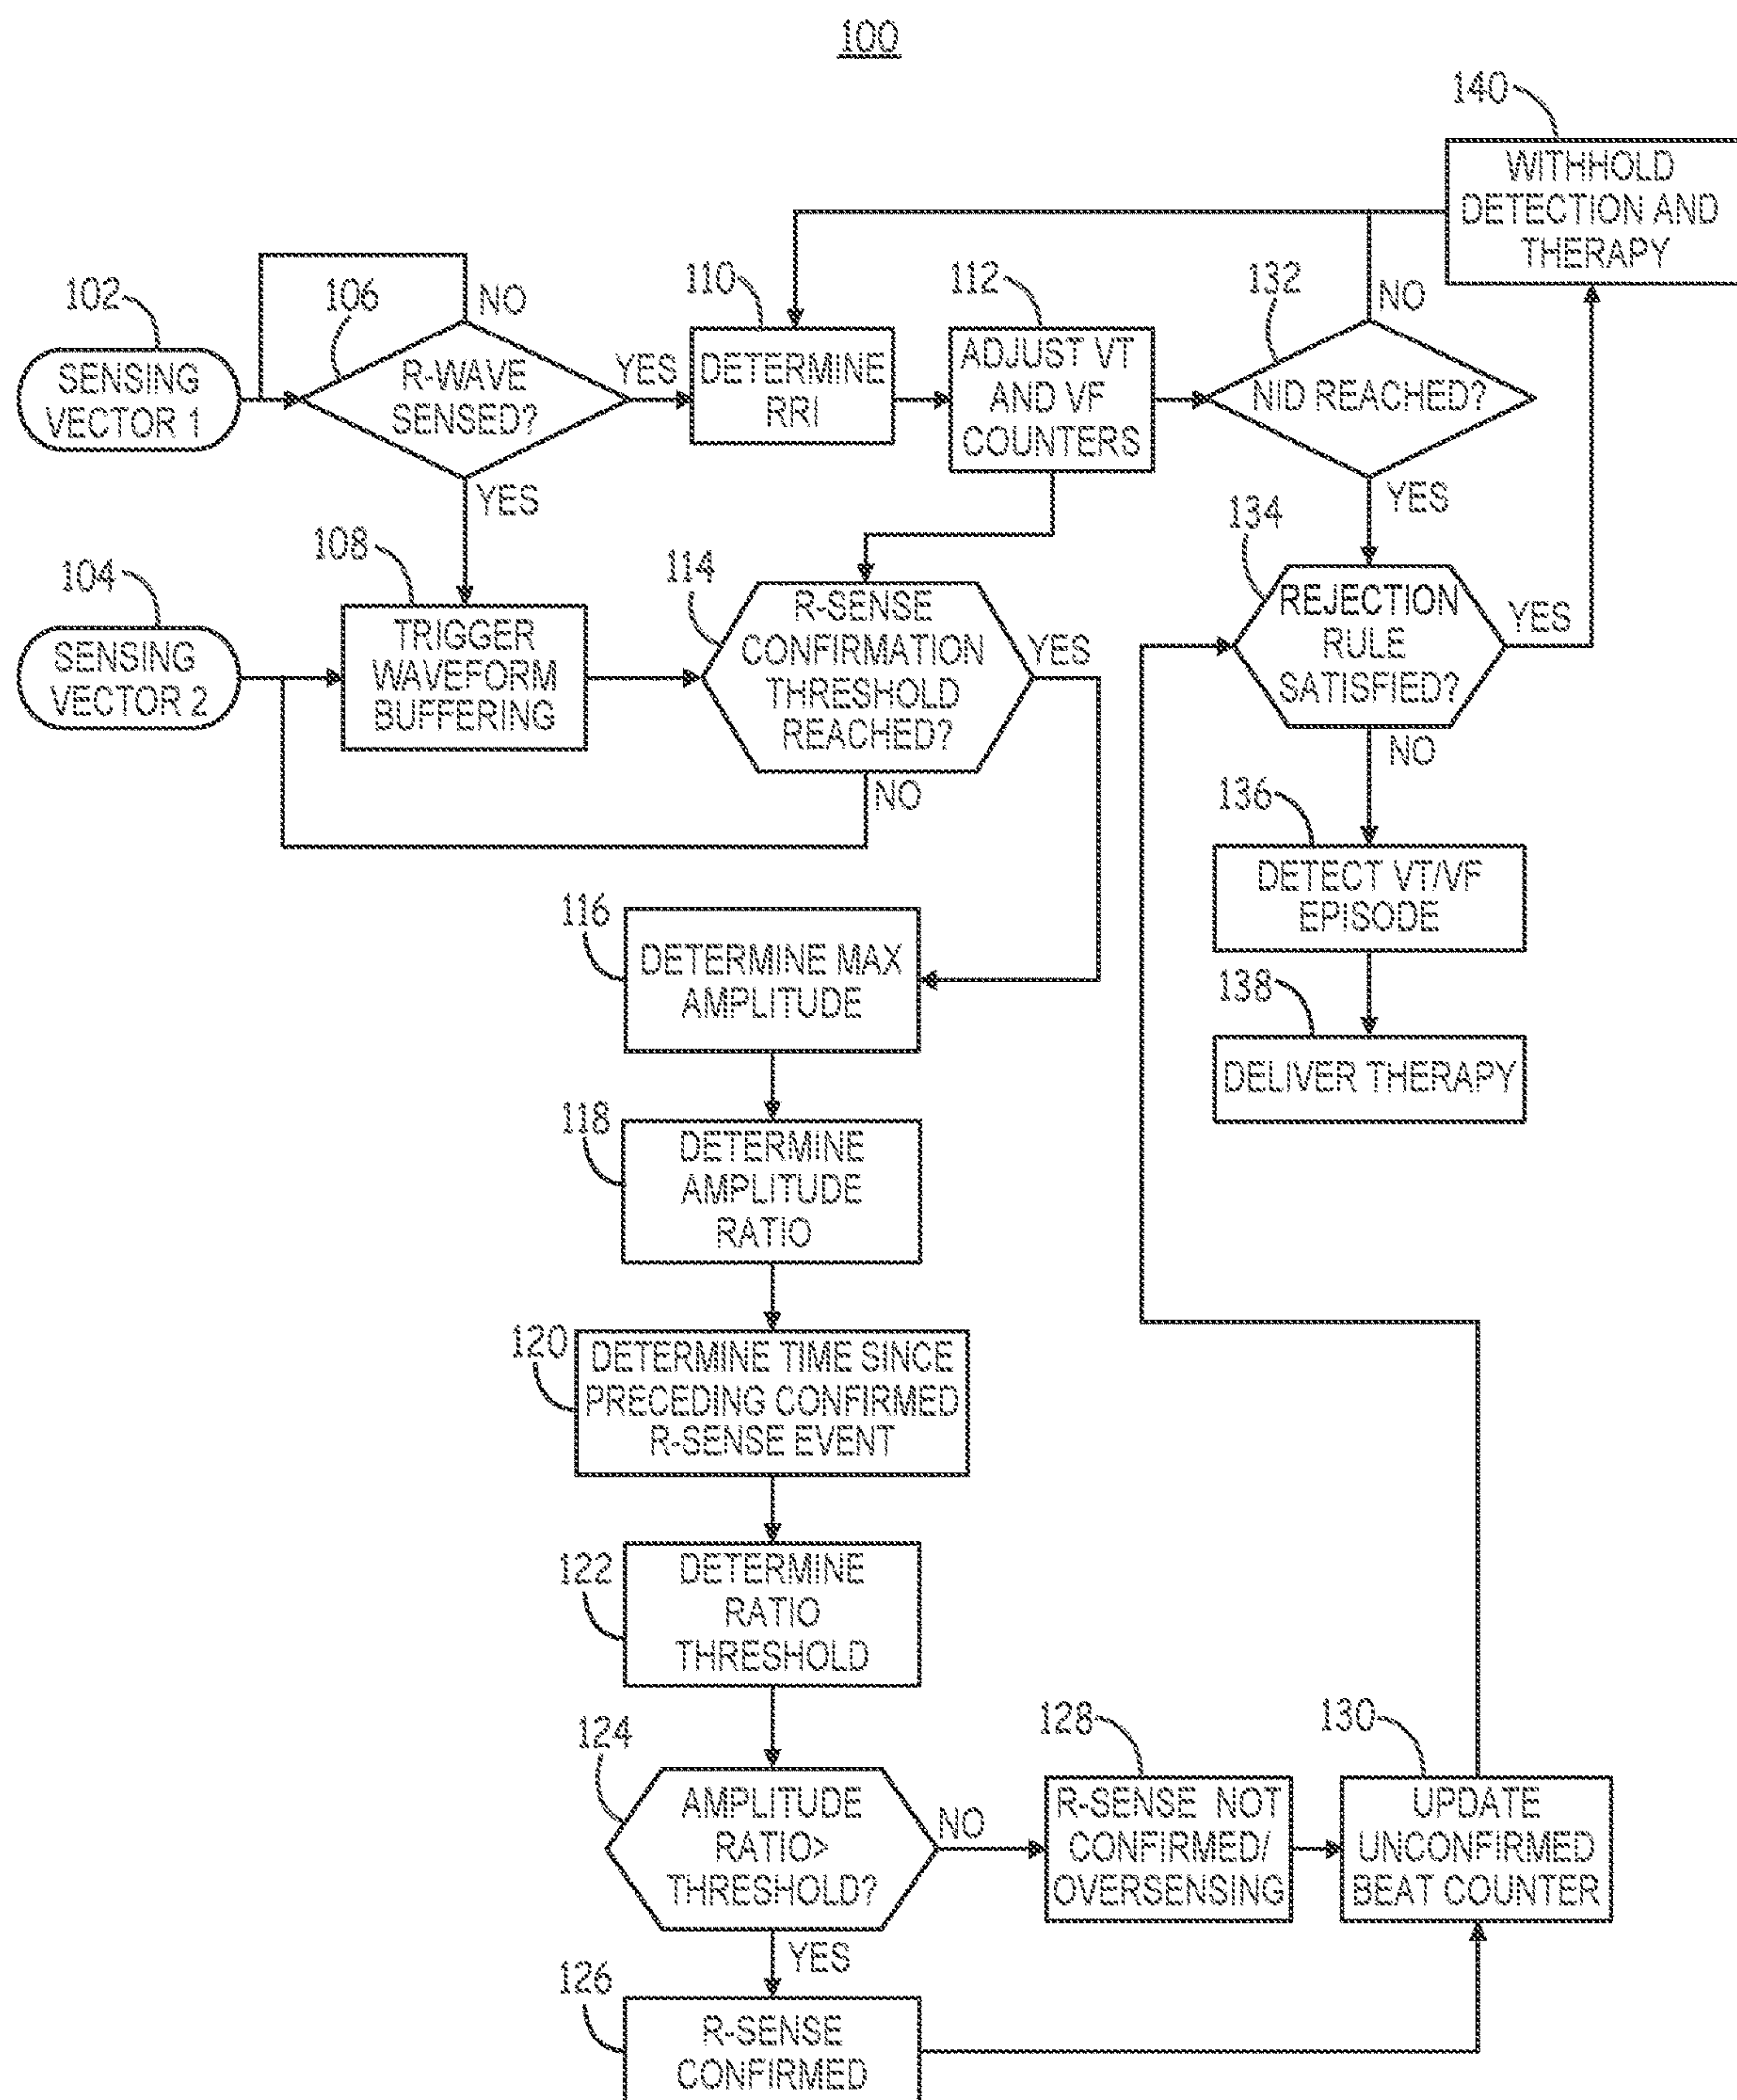 100
140
WITHHOLD
DETECTION AND
THERAPY
102
106
NO
110
112
132
NO
SENSING
VECTOR 1
R-WAVE
SENSED?
YES
DETERMINE
RRI
ADJUST VT
AND VF
COUNTERS
NID REACHED?
YES
YES
104
108
114
134
SENSING
VECTOR 2
TRIGGER
WAVEFORM
BUFFERING
R-SENSE
CONFIRMATION
THRESHOLD
REACHED?
YES
REJECTION
RULE
SATISFIED?
YES
NO
NO
136
DETECT VT/VF
EPISODE
116
DETERMINE MAX
AMPLITUDE
138
DELIVER THERAPY
118
DETERMINE
AMPLITUDE
RATIO
120
DETERMINE TIME SINCE
PRECEDING CONFIRMED
R-SENSE EVENT
122
DETERMINE
RATIO
THRESHOLD
124
AMPLITUDE
RATIO>
THRESHOLD?
NO
128
R-SENSE NOT
CONFIRMED/
OVERSENSING
130
UPDATE
UNCONFIRMED
BEAT COUNTER
YES
126
R-SENSE
CONFIRMED